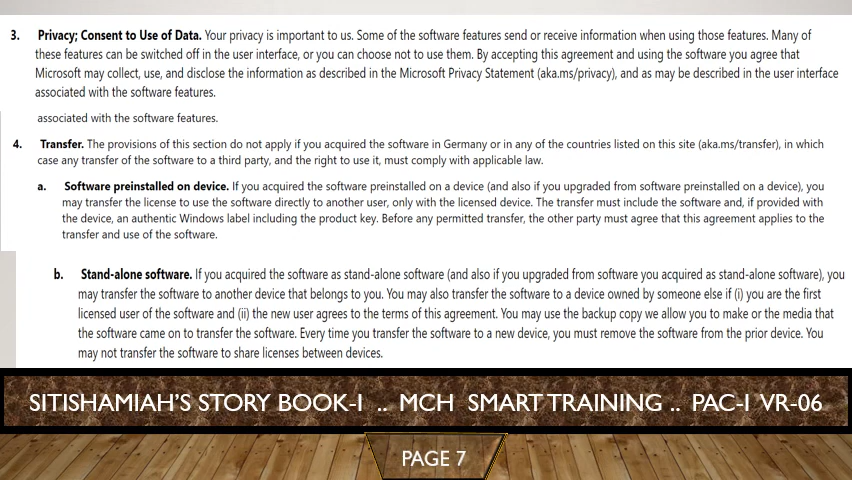 3. Privacy; Consent to Use of Data. Your privacy is important to us. Some of the software features send or receive information when using those features. Many of
these features can be switched off in the user interface, or you can choose not to use them. By accepting this agreement and using the software you agree that
Microsoft may collect, use, and disclose the information as described in the Microsoft Privacy Statement (aka.ms/privacy), and as may be described in the user interface
associated with the software features.
associated with the software features.
4. Transfer. The provisions of this section do not apply if you acquired the software in Germany or in any of the countries listed on this site (aka.ms/transfer), in which
case any transfer of the software to a third party, and the right to use it, must comply with applicable law.
a. Software preinstalled on device. If you acquired the software preinstalled on a device (and also if you upgraded from software preinstalled on a device), you
may transfer the license to use the software directly to another user, only with the licensed device. The transfer must include the software and, if provided with
the device, an authentic Windows label including the product key. Before any permitted transfer, the other party must agree that this agreement applies to the
transfer and use of the software.
b. Stand-alone software. If you acquired the software as stand-alone software (and also if you upgraded from software you acquired as stand-alone software), you
may transfer the software to another device that belongs to you. You may also transfer the software to a device owned by someone else if (i) you are the first
licensed user of the software and (ii) the new user agrees to the terms of this agreement. You may use the backup copy we allow you to make or the media that
the software came on to transfer the software. Every time you transfer the software to a new device, you must remove the software from the prior device. You
may not transfer the software to share licenses between devices.
SITISHAMIAH'S STORY BOOK-I .. MCH SMART TRAINING .. PAC-I VR-06
PAGE 7